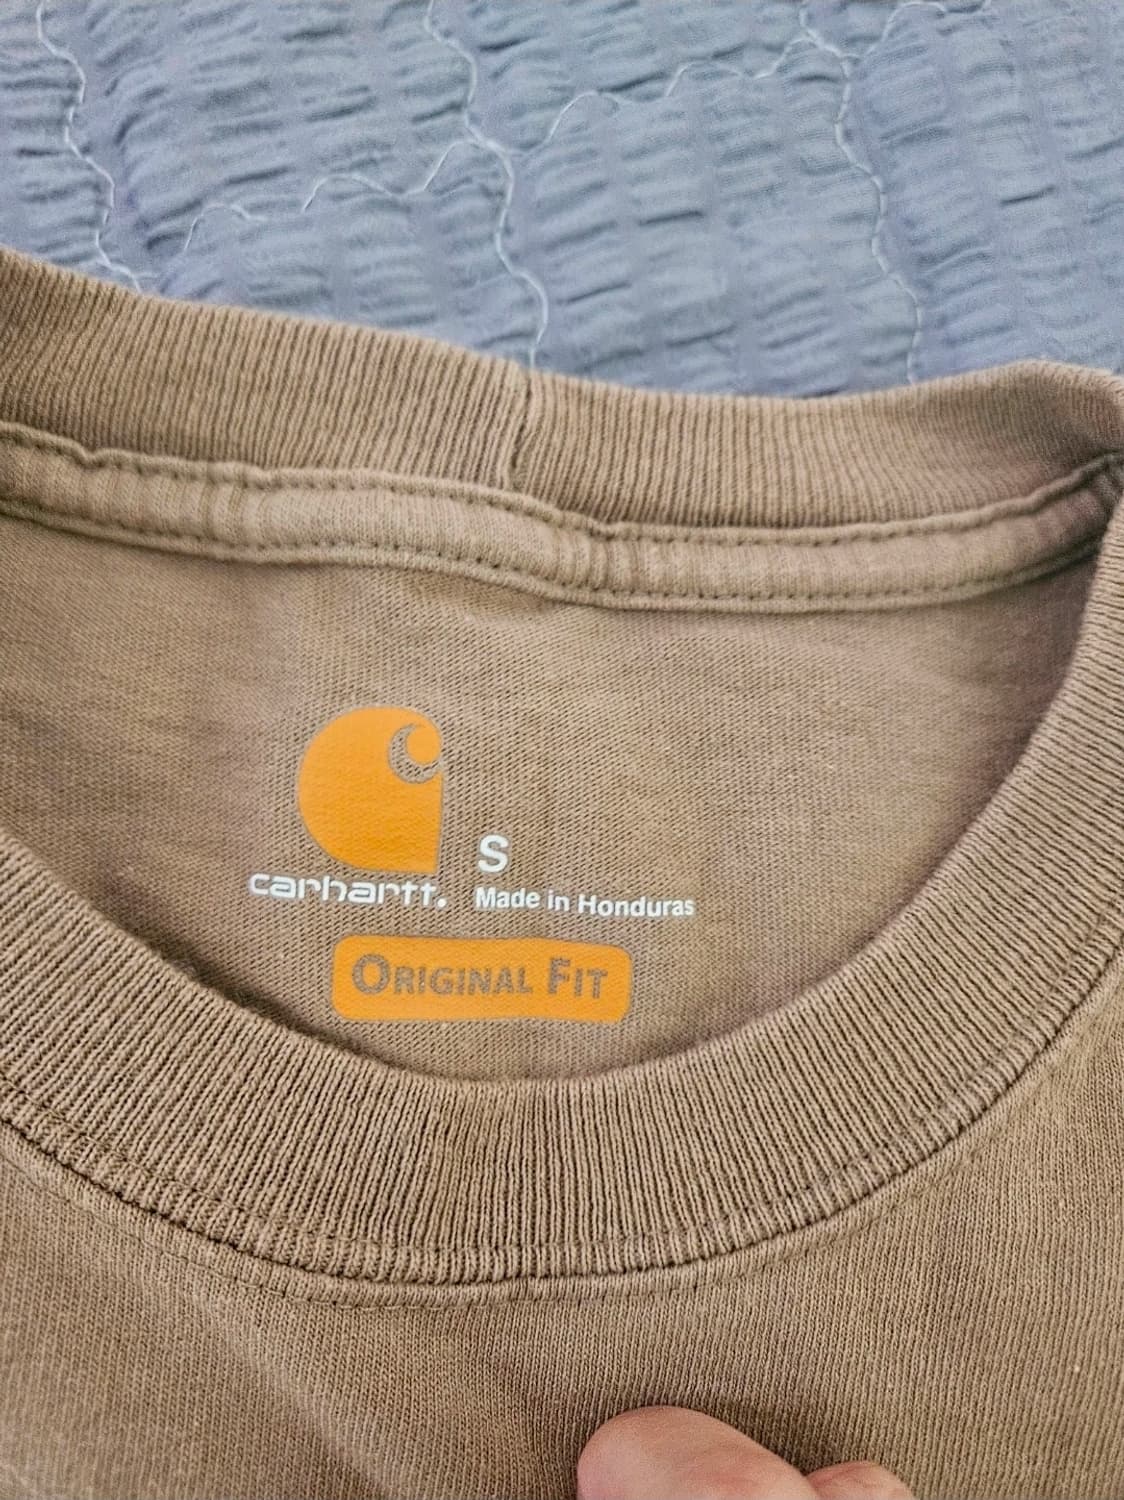 S
carhartt. Made in Honduras
ORIGINAL FIT